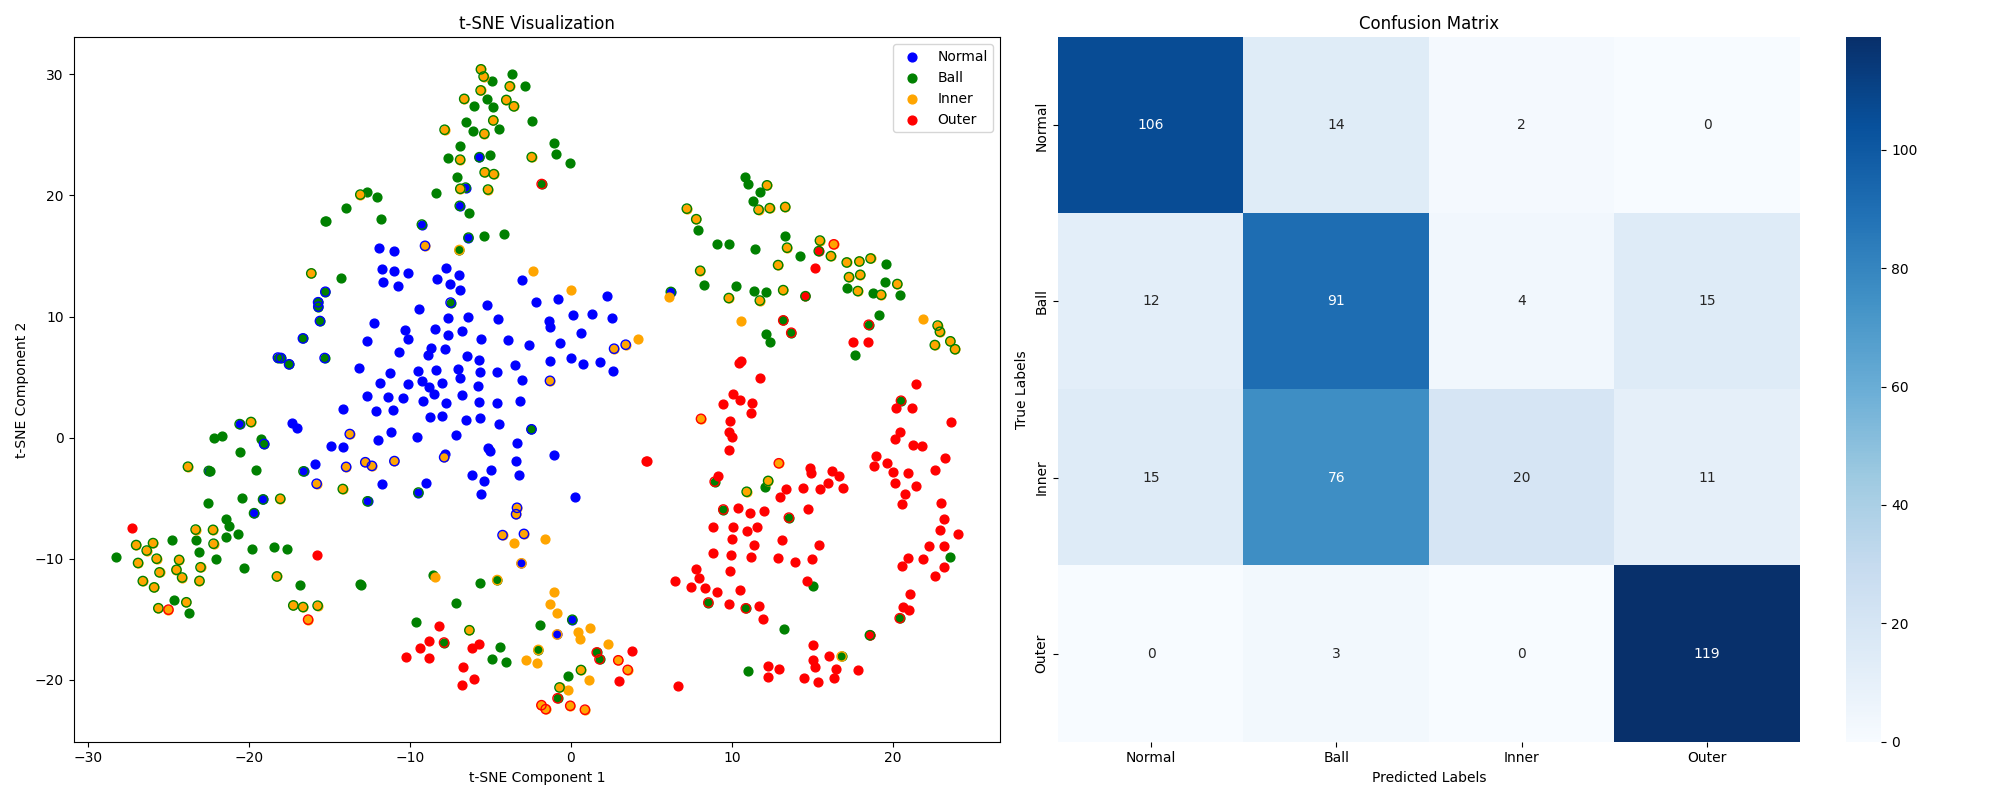 t-SNE Visualization
Normal
Ball
Inner
Outer
30
20
10
0
−10
−20
t-SNE Component 2
−30
−20
−10
0
10
20
t-SNE Component 1
Confusion Matrix
Normal
106
14
2
0
Ball
12
91
4
15
Inner
15
76
20
11
Outer
0
3
0
119
True Labels
Normal
Ball
Inner
Outer
Predicted Labels
100
80
60
40
20
0